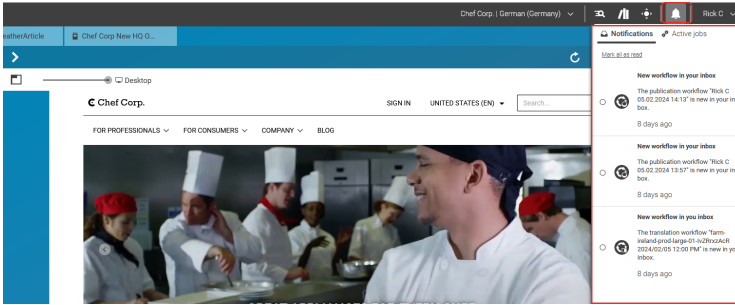 Chef Corp. | German (Germany)
Rick C
eatherArticle
Chef Corp New HQ O...
Notifications
Active jobs
Mark all as read
Desktop
Chef Corp.
SIGN IN
UNITED STATES (EN)
Search...
FOR PROFESSIONALS
FOR CONSUMERS
COMPANY
BLOG
New workflow in your inbox
The publication workflow "Rick C
05.02.2024 14:13" is new in your in
box.
8 days ago
New workflow in your inbox
The publication workflow "Rick C
05.02.2024 13:57" is new in your in
box.
8 days ago
New workflow in you inbox
The translation workflow "farm-
ireland-prod-large-01-IvZRrxzAcR
2024/02/05 12:00 PM" is new in yo
Inbox.
8 days ago